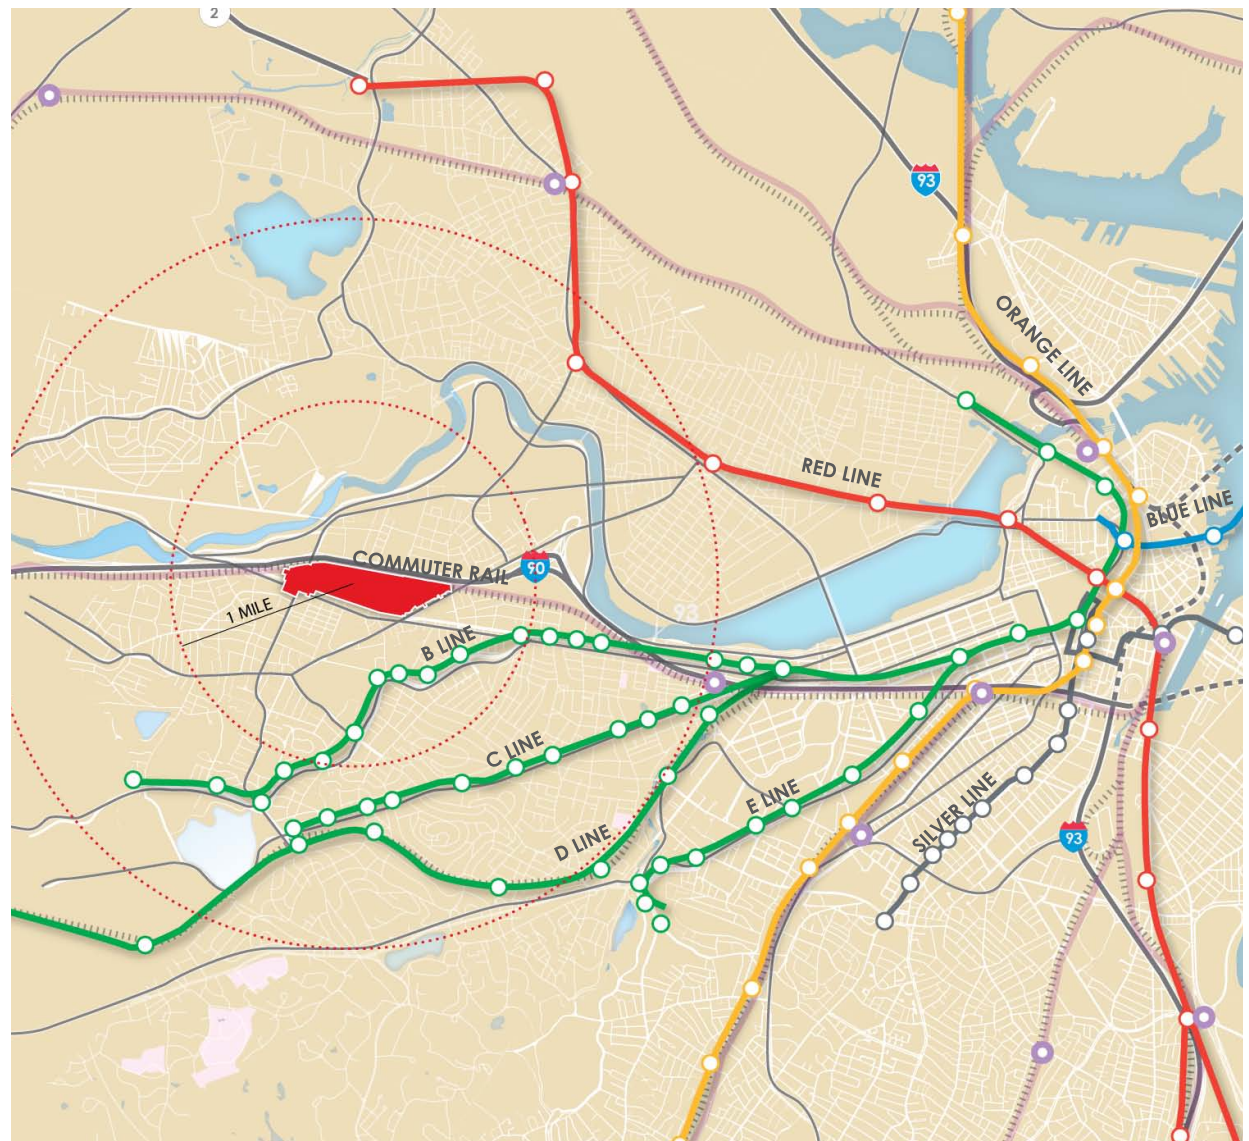 2
93
ORANGE LINE
RED LINE
BLUE LINE
COMMUTER RAIL
90
1 MILE
93
B LINE
C LINE
E LINE
D LINE
SILVER LINE
93